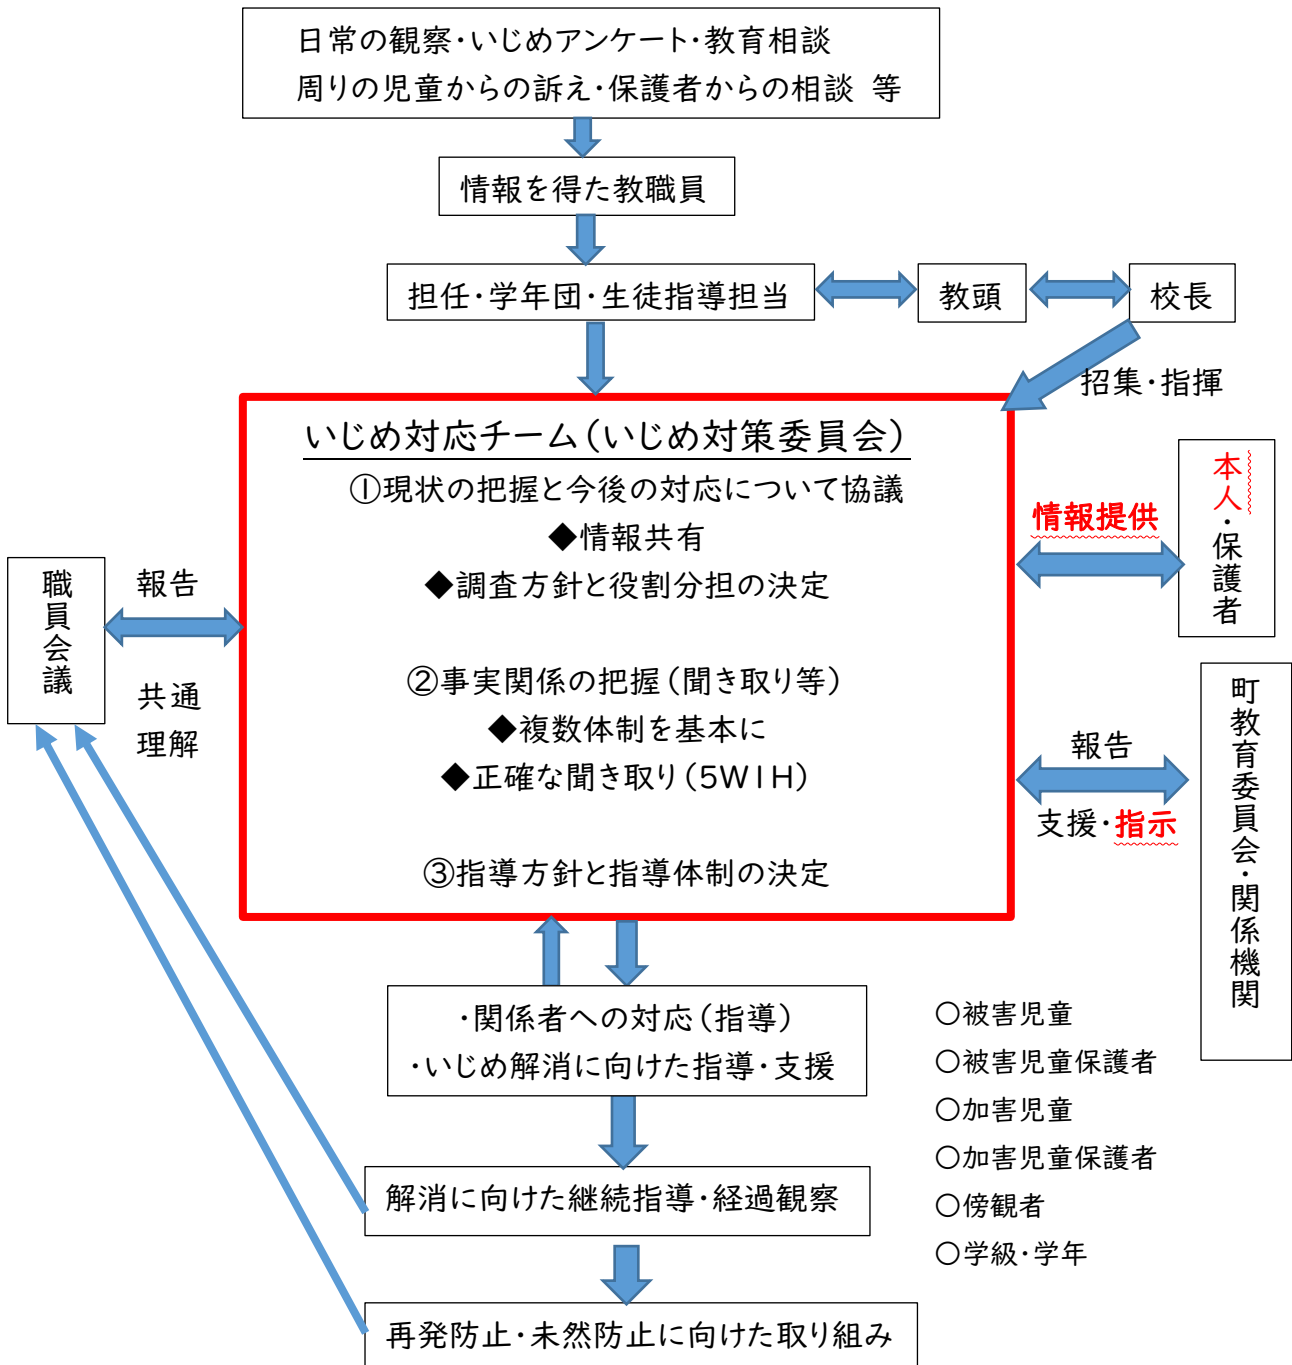 日常の観察・いじめアンケート・教育相談
周りの児童からの訴え・保護者からの相談 等
情報を得た教職員
担任・学年団・生徒指導担当
教頭
校長
招集・指揮
いじめ対応チーム(いじめ対策委員会)
①現状の把握と今後の対応について協議
◆情報共有
◆調査方針と役割分担の決定
②事実関係の把握(聞き取り等)
◆複数体制を基本に
◆正確な聞き取り(5W1H)
③指導方針と指導体制の決定
職員会議
報告
共通
理解
情報提供
本人・保護者
報告
支援・指示
町教育委員会・関係機関
・関係者への対応(指導)
・いじめ解消に向けた指導・支援
○被害児童
○被害児童保護者
○加害児童
○加害児童保護者
○傍観者
○学級・学年
解消に向けた継続指導・経過観察
再発防止・未然防止に向けた取り組み